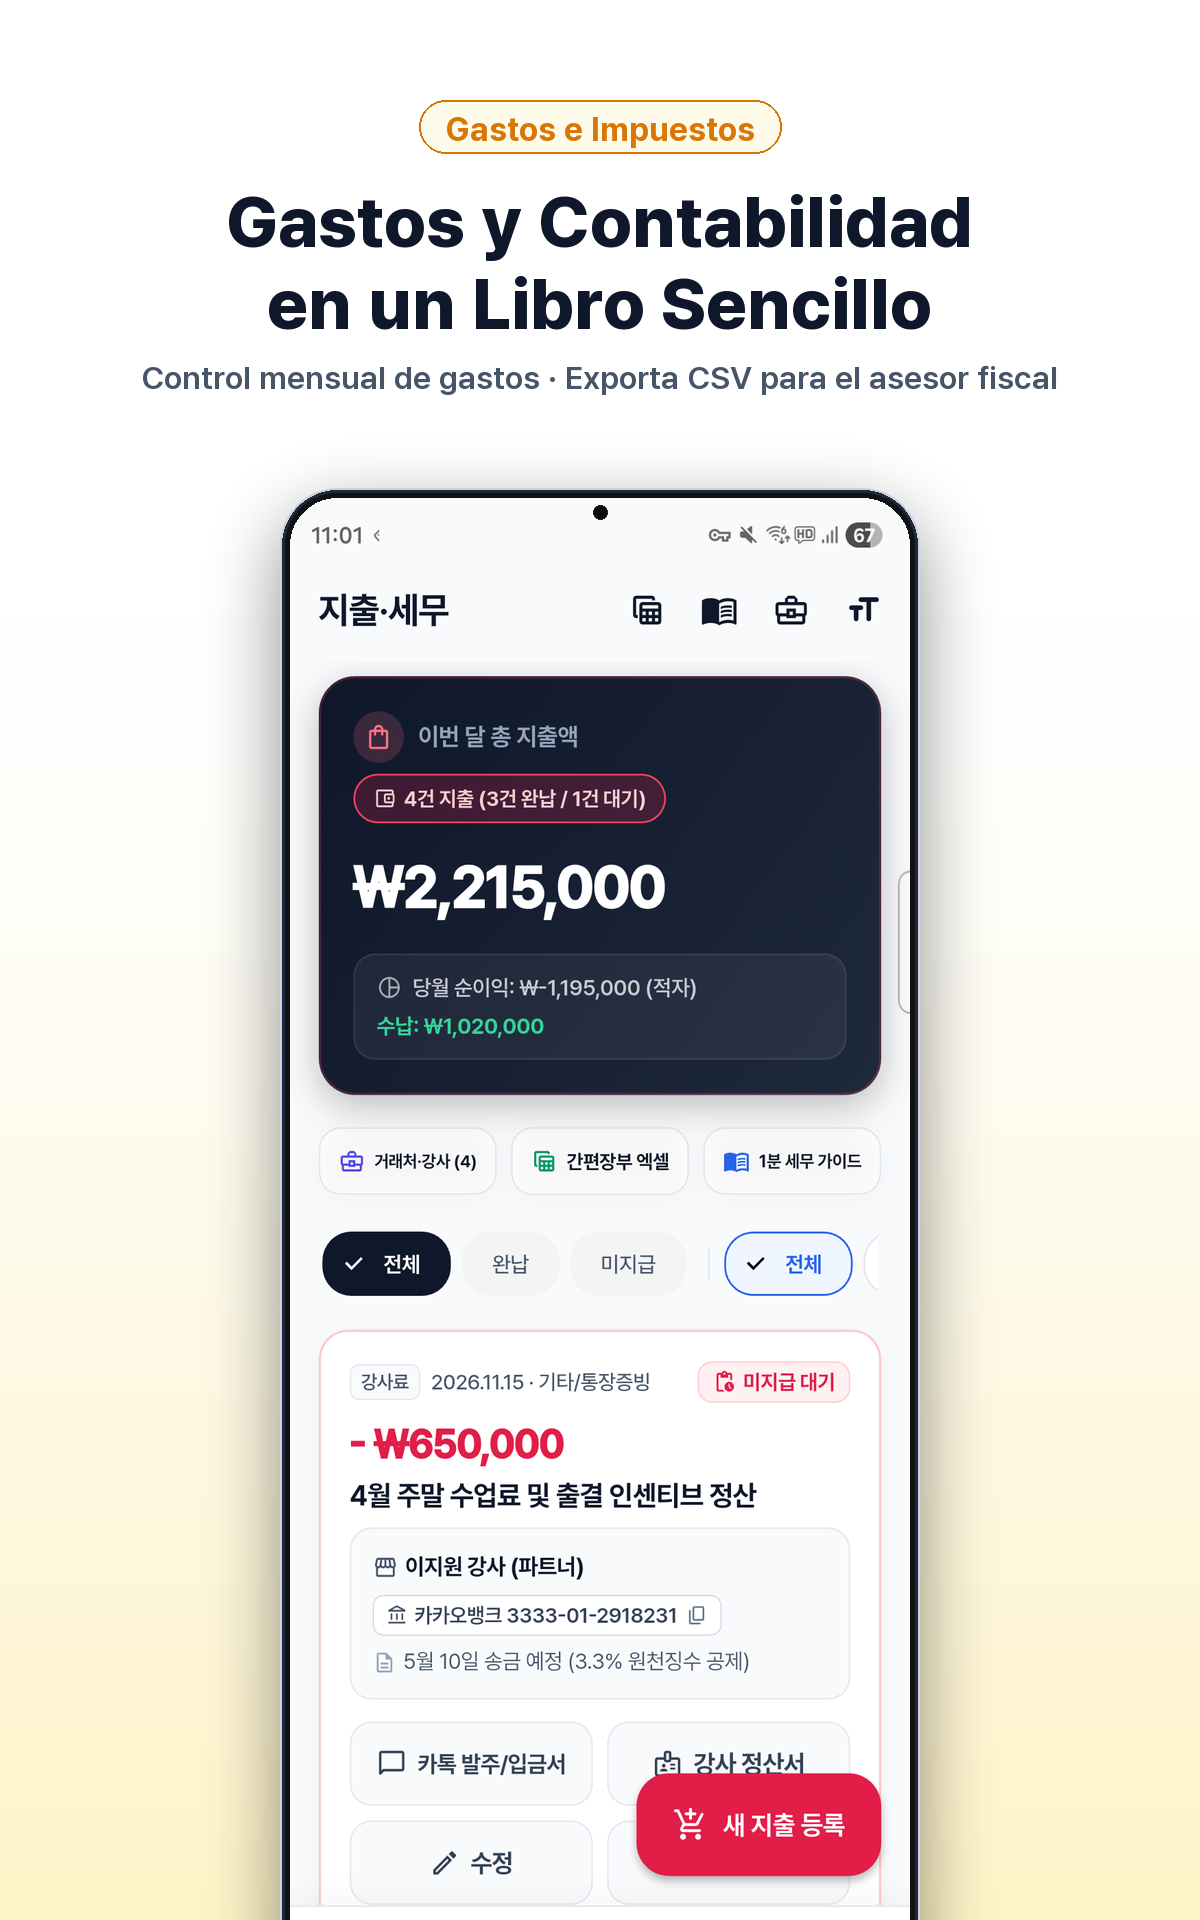 Gastos e Impuestos
Gastos y Contabilidad
en un Libro Sencillo
Control mensual de gastos · Exporta CSV para el asesor fiscal
11:01
HD
67
지출·세무
이번 달 총 지출액
4건 지출 (3건 완납 / 1건 대기)
₩2,215,000
당월 순이익: ₩-1,195,000 (적자)
수납: ₩1,020,000
거래처·강사 (4)
간편장부 엑셀
1분 세무 가이드
전체
완납
미지급
전체
강사료
2026.11.15 · 기타/통장증빙
미지급 대기
- ₩650,000
4월 주말 수업료 및 출결 인센티브 정산
이지원 강사 (파트너)
카카오뱅크 3333-01-2918231
5월 10일 송금 예정 (3.3% 원천징수 공제)
카톡 발주/입금서
강사 정산서
수정
새 지출 등록